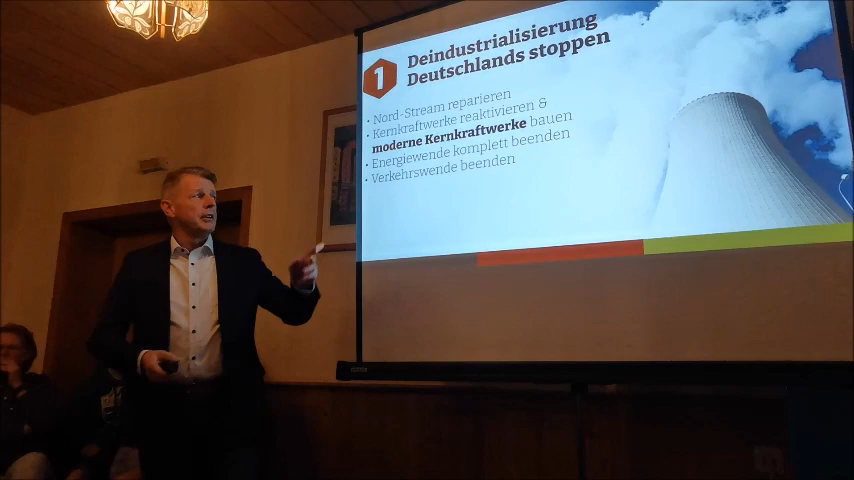 1
Deindustrialisierung
Deutschlands stoppen
• Nord-Stream reparieren
• Kernkraftwerke reaktivieren &
moderne Kernkraftwerke bauen
• Energiewende komplett beenden
• Verkehrswende beenden